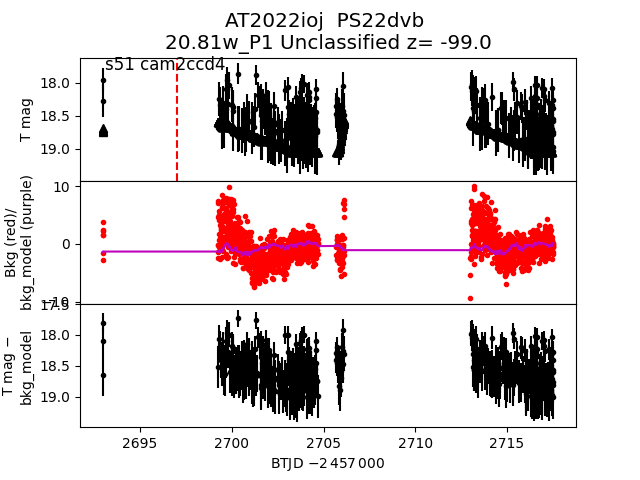 AT2022ioj PS22dvb
20.81w_P1 Unclassified z= -99.0
s51 cam2ccd4
18.0
18.5
19.0
T mag
10
0
−10
Bkg (red)/
bkg_model (purple)
17.5
18.0
18.5
19.0
T mag −
bkg_model
2695 2700 2705 2710 2715
BTJD −2 457 000